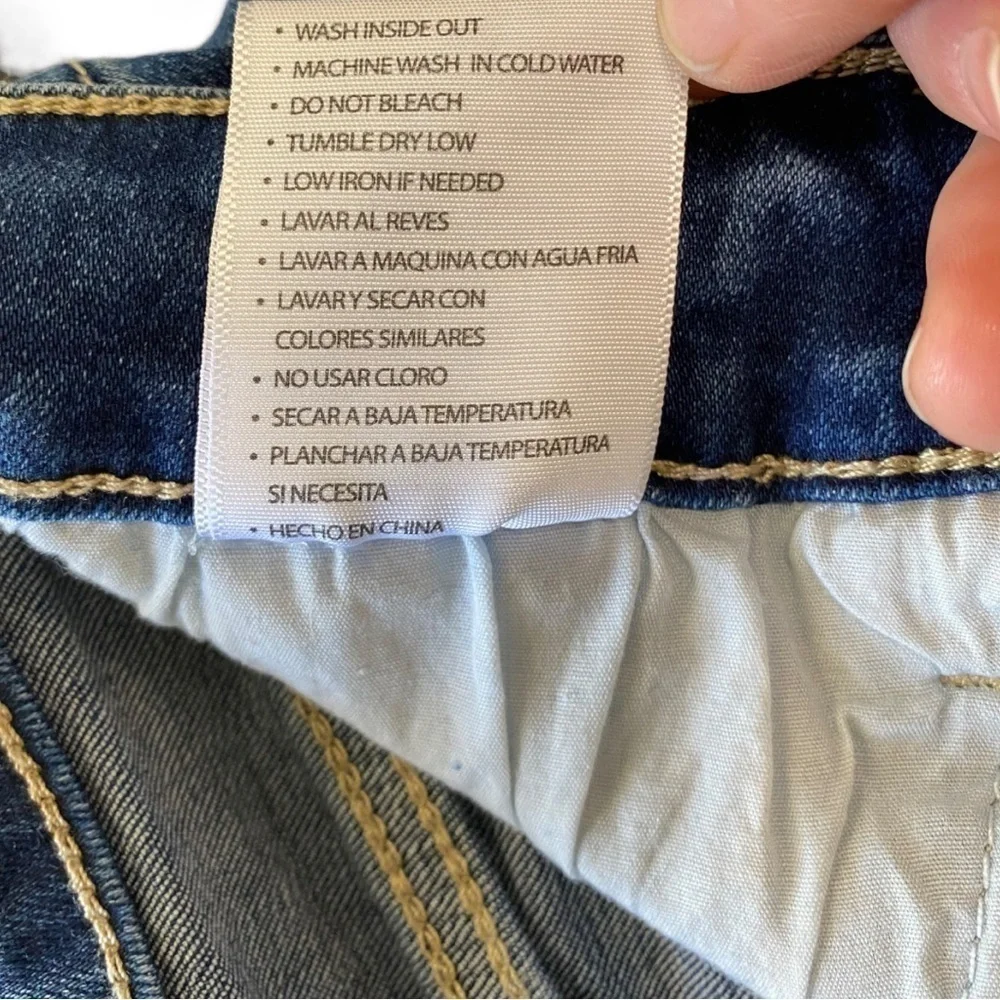 • WASH INSIDE OUT
• MACHINE WASH IN COLD WATER
• DO NOT BLEACH
• TUMBLE DRY LOW
• LOW IRON IF NEEDED
• LAVAR AL REVES
• LAVAR A MAQUINA CON AGUA FRIA
• LAVAR Y SECAR CON
COLORES SIMILARES
• NO USAR CLORO
• SECAR A BAJA TEMPERATURA
• PLANCHAR A BAJA TEMPERATURA
SI NECESITA
• HECHO EN CHINA